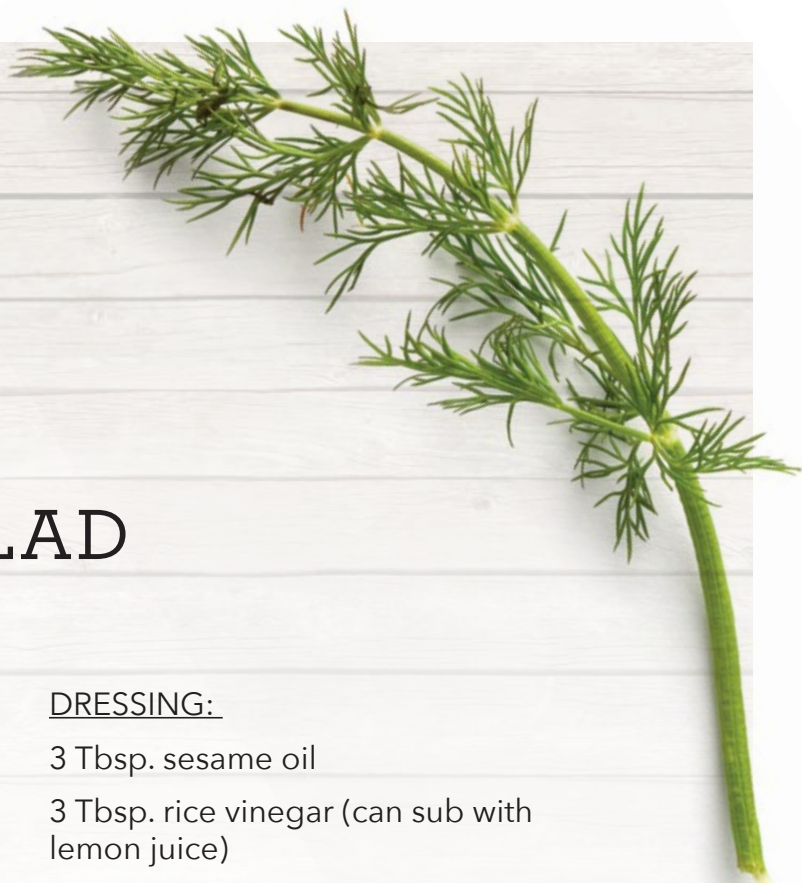 LAD
DRESSING:
3 Tbsp. sesame oil
3 Tbsp. rice vinegar (can sub with
lemon juice)